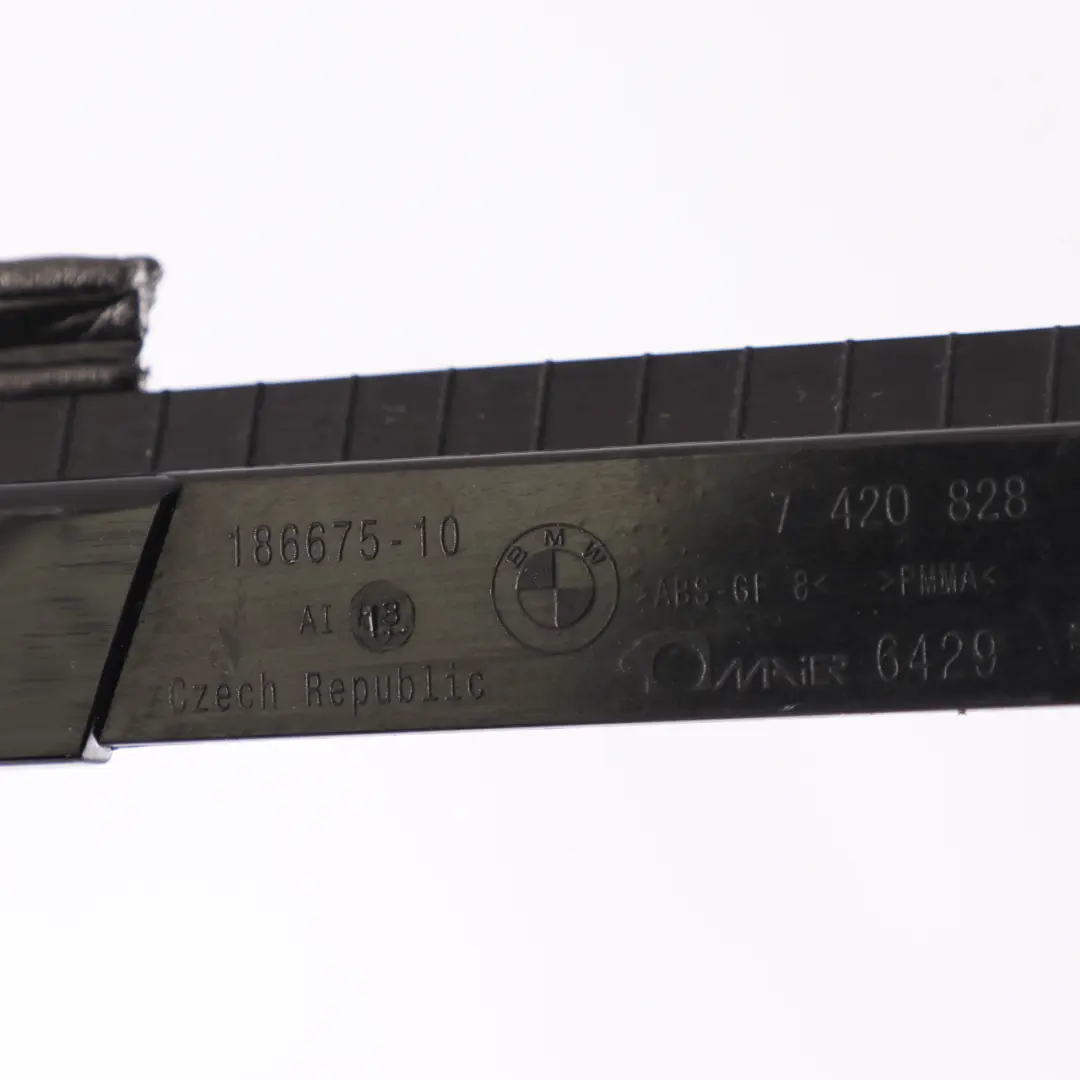 186675-10
AI
Czech Republic
BMW
7 420 828
>ABS-GF 8< >PMMA<
6429